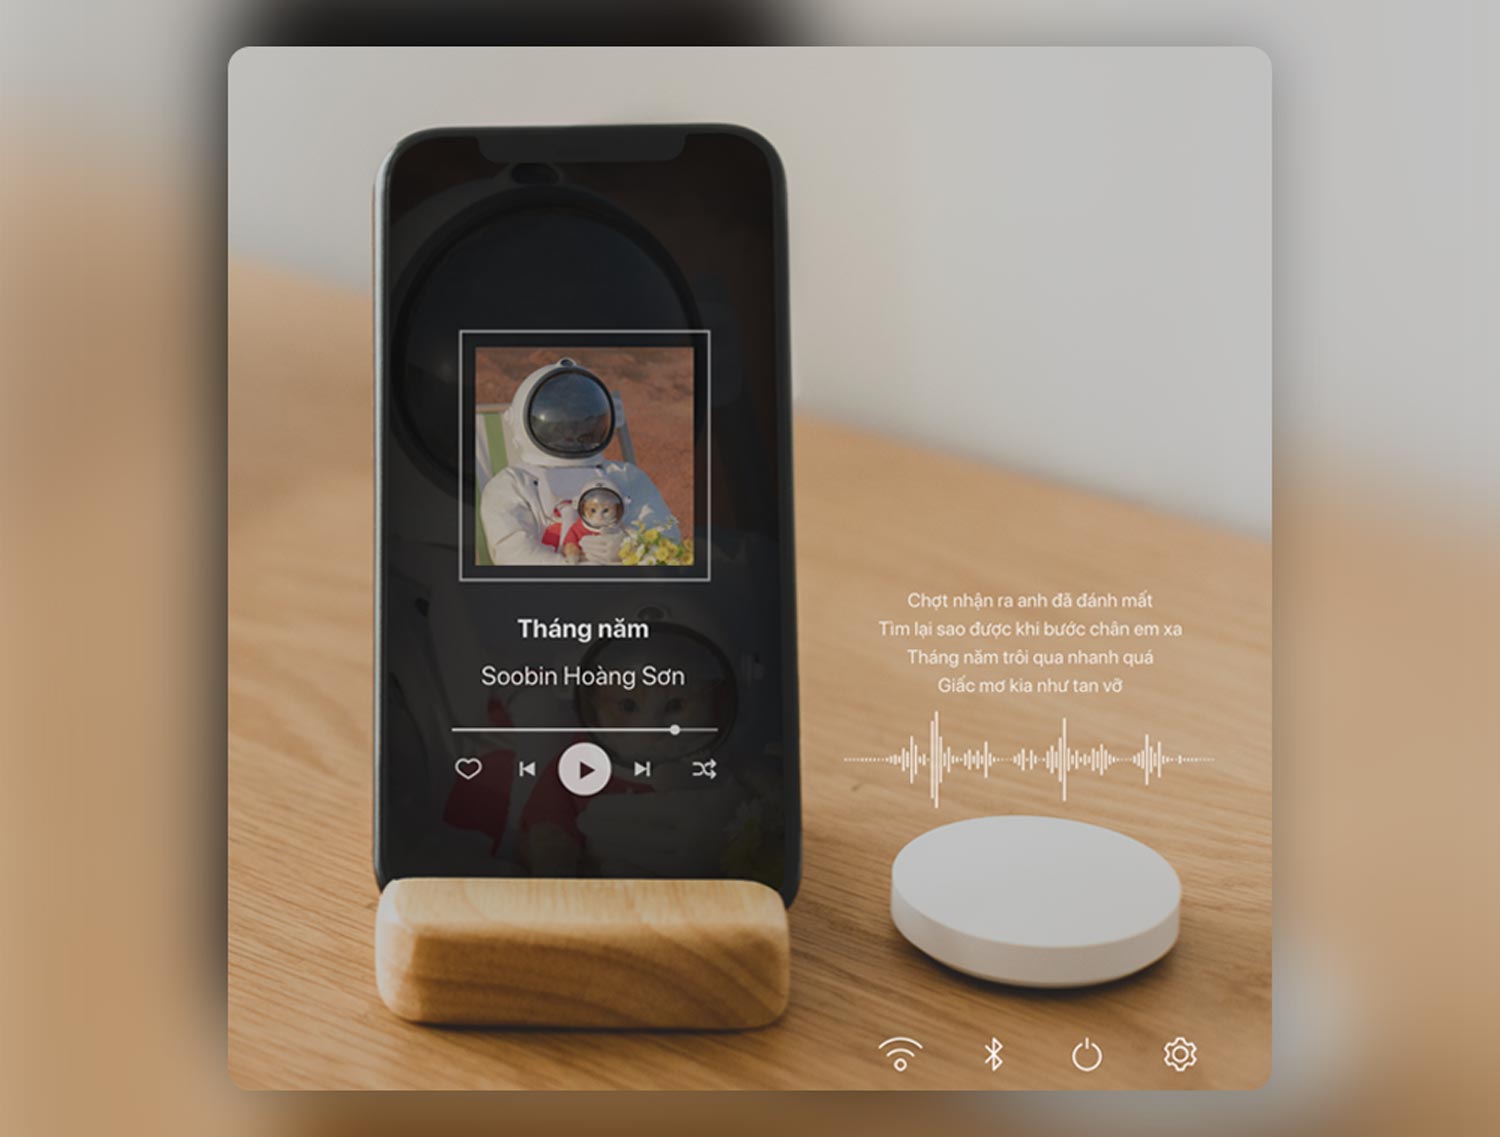 Tháng năm
Soobin Hoàng Sơn
Chợt nhận ra anh đã đánh mất
Tìm lại sao được khi bước chân em xa
Tháng năm trôi qua nhanh quá
Giấc mơ kia như tan vỡ